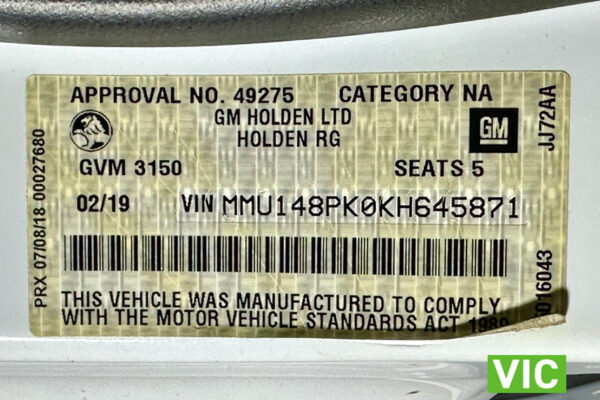 APPROVAL NO. 49275 CATEGORY NA
GM HOLDEN LTD
HOLDEN RG
GM
GVM 3150 SEATS 5
02/19 VIN MMU148PK0KH645871
THIS VEHICLE WAS MANUFACTURED TO COMPLY
WITH THE MOTOR VEHICLE STANDARDS ACT 1989
PRX 07/08/18 00027680
JJ72AA
016043
VIC